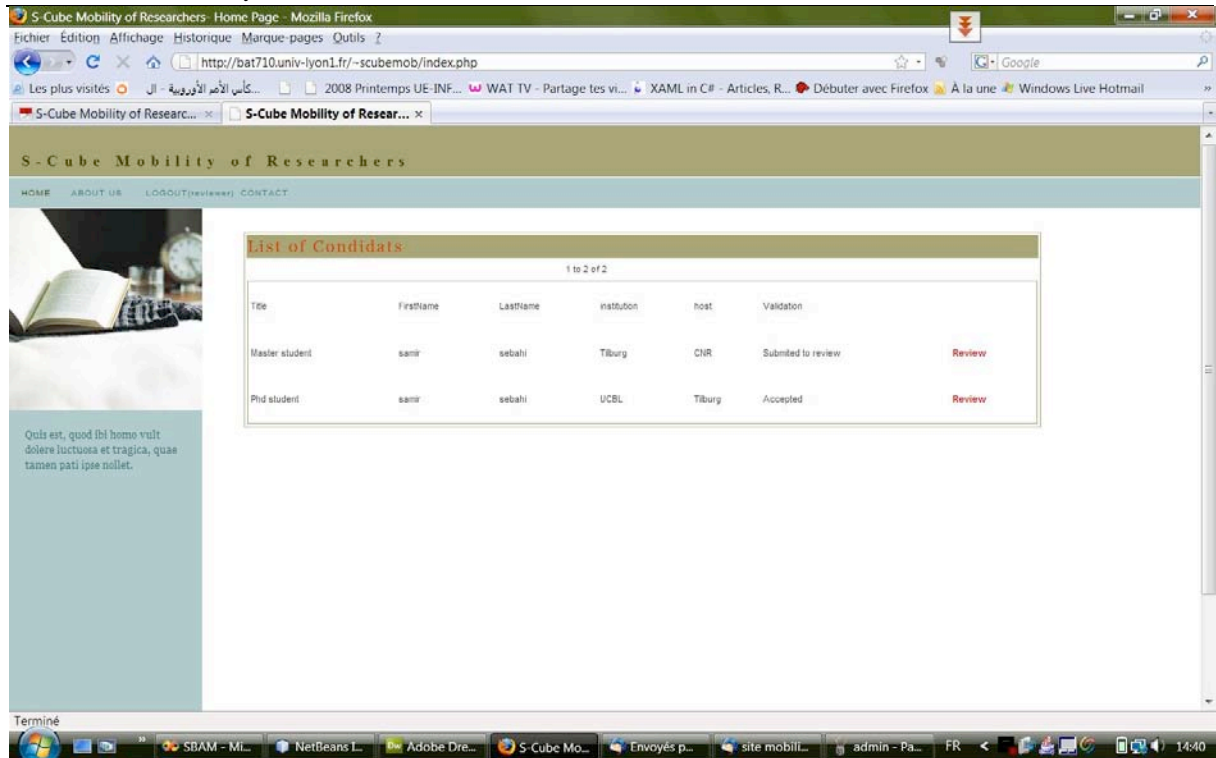 S-Cube Mobility of Researchers- Home Page - Mozilla Firefox
Fichier Édition Affichage Historique Marque-pages Outils ?
http://bat710.univ-lyon1.fr/~scubemob/index.php Google
Les plus visités كأس الأمم الأوروبية - ال... 2008 Printemps UE-INF... WAT TV - Partage tes vi... XAML in C# - Articles, R... Débuter avec Firefox À la une Windows Live Hotmail »
S-Cube Mobility of Researc... S-Cube Mobility of Resear...
S-Cube Mobility of Researchers
HOME ABOUT US LOGOUT(reviewer) CONTACT
List of Condidats
1 to 2 of 2
Title FirstName LastName institution host Validation
Master student samir sebahi Tilburg CNR Submited to review Review
Phd student samir sebahi UCBL Tilburg Accepted Review
Quis est, quod ibi homo vult
dolere luctuosa et tragica, quae
tamen pati ipse nollet.
Terminé
» SBAM - Mi... NetBeans I... Adobe Dre... S-Cube Mo... Envoyés p... site mobili... admin - Pa... FR < 14:40